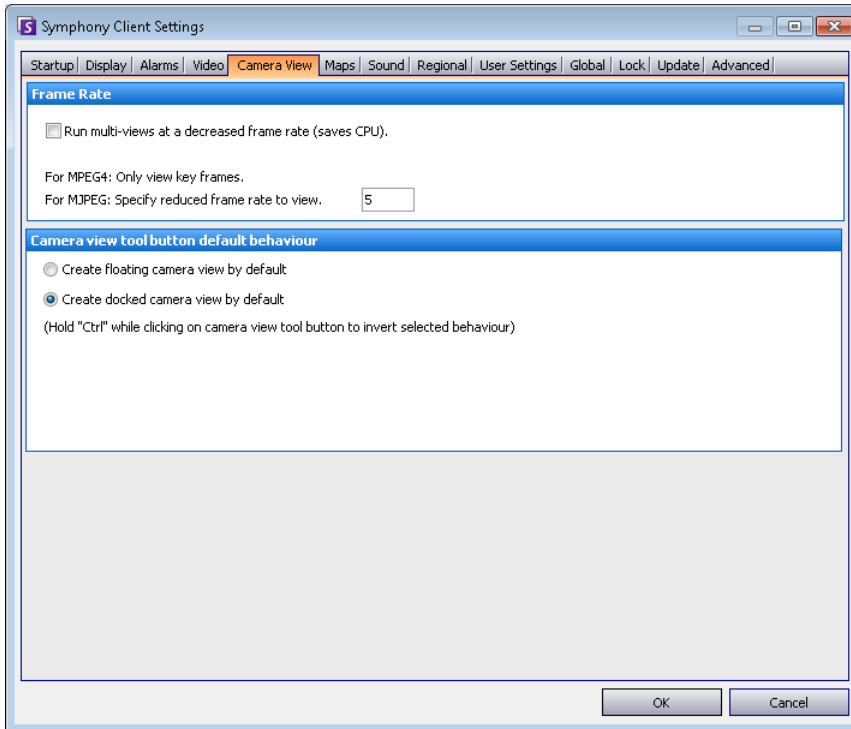 Symphony Client Settings
Startup Display Alarms Video Camera View Maps Sound Regional User Settings Global Lock Update Advanced
Frame Rate
Run multi-views at a decreased frame rate (saves CPU).
For MPEG4: Only view key frames.
For MJPEG: Specify reduced frame rate to view. 5
Camera view tool button default behaviour
Create floating camera view by default
Create docked camera view by default
(Hold "Ctrl" while clicking on camera view tool button to invert selected behaviour)
OK Cancel